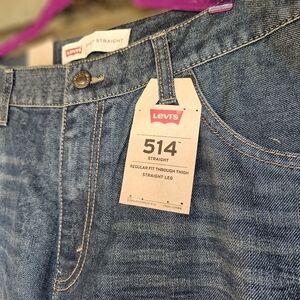 Levi's
STRAIGHT
Levi's
514
STRAIGHT
REGULAR FIT THROUGH THIGH
STRAIGHT LEG